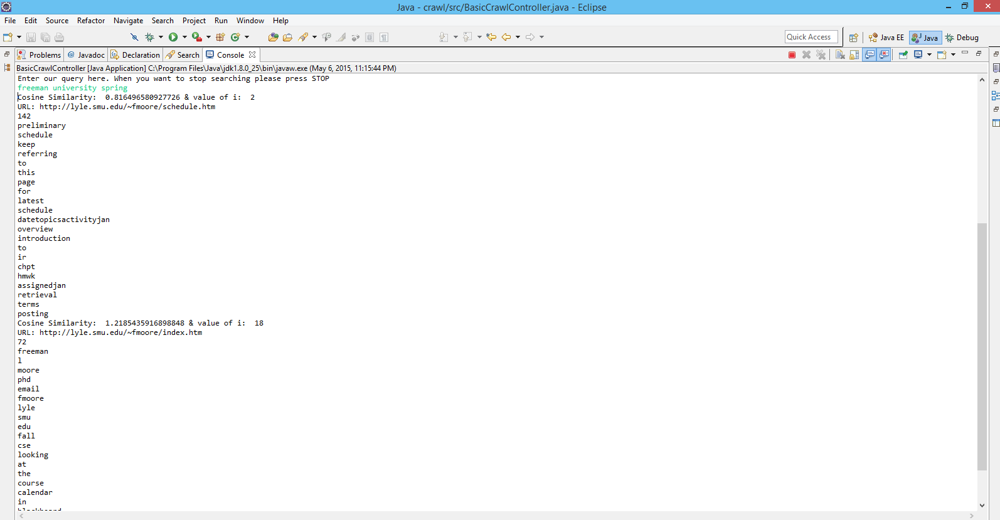 Java - crawl/src/BasicCrawlController.java - Eclipse
File Edit Source Refactor Navigate Search Project Run Window Help
Quick Access Java EE Java Debug
Problems @ Javadoc Declaration Search Console
BasicCrawlController [Java Application] C:\Program Files\Java\jdk1.8.0_25\bin\javaw.exe (May 6, 2015, 11:15:44 PM)
Enter our query here. When you want to stop searching please press STOP
freeman university spring
Cosine Similarity:  0.816496580927726 & value of i:  2
URL: http://lyle.smu.edu/~fmoore/schedule.htm
142
preliminary
schedule
keep
referring
to
this
page
for
latest
schedule
datetopicsactivityjan
overview
introduction
to
ir
chpt
hmwk
assignedjan
retrieval
terms
posting
Cosine Similarity:  1.2185435916898848 & value of i:  18
URL: http://lyle.smu.edu/~fmoore/index.htm
72
freeman
l
moore
phd
email
fmoore
lyle
smu
edu
fall
cse
looking
at
the
course
calendar
in